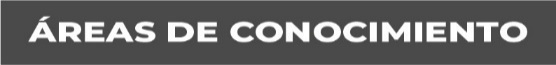 ÁREAS DE CONOCIMIENTO